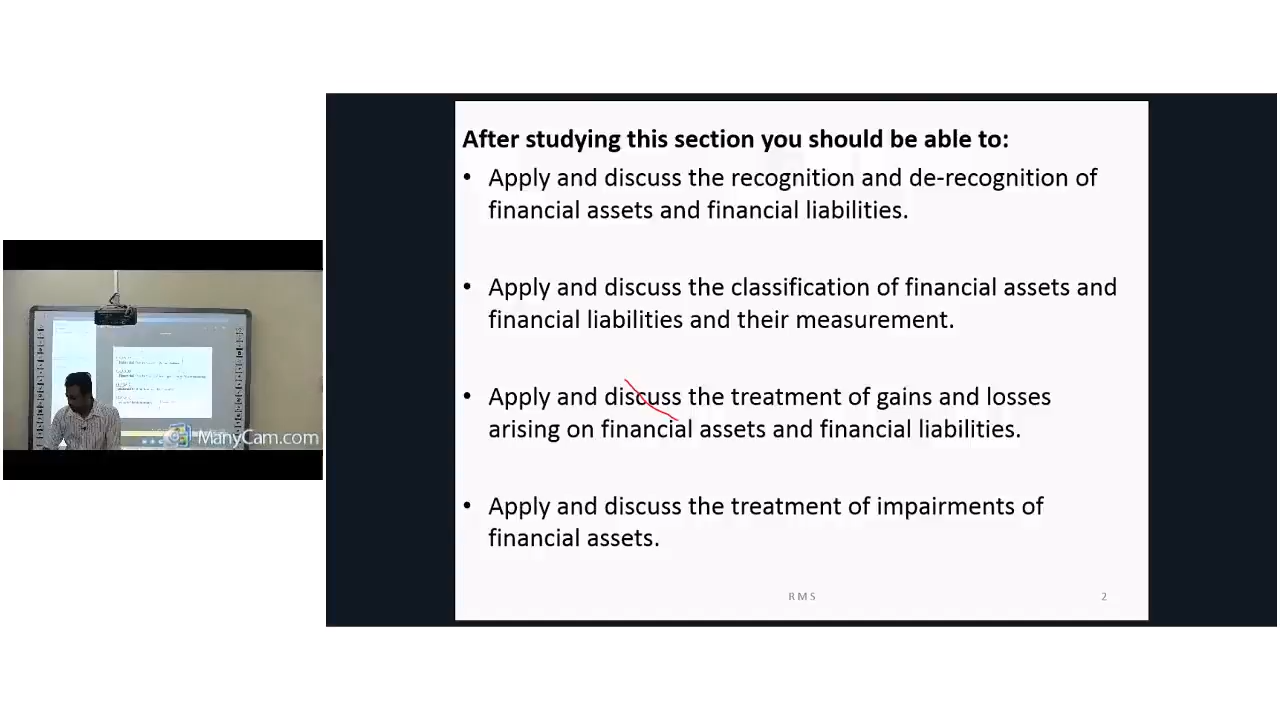 After studying this section you should be able to:
• Apply and discuss the recognition and de-recognition of
financial assets and financial liabilities.
• Apply and discuss the classification of financial assets and
financial liabilities and their measurement.
• Apply and discuss the treatment of gains and losses
arising on financial assets and financial liabilities.
• Apply and discuss the treatment of impairments of
financial assets.
RMS
2
ManyCam.com